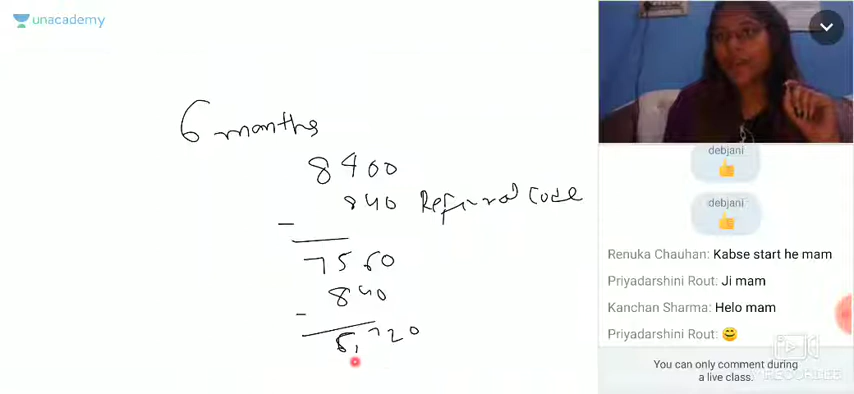 unacademy
6 months
8400
840 Referral Code
-
7560
840
-
6,720
debjani
👍
debjani
👍
Renuka Chauhan: Kabse start he mam
Priyadarshini Rout: Ji mam
Kanchan Sharma: Helo mam
Priyadarshini Rout: 😊
You can only comment during
a live class.